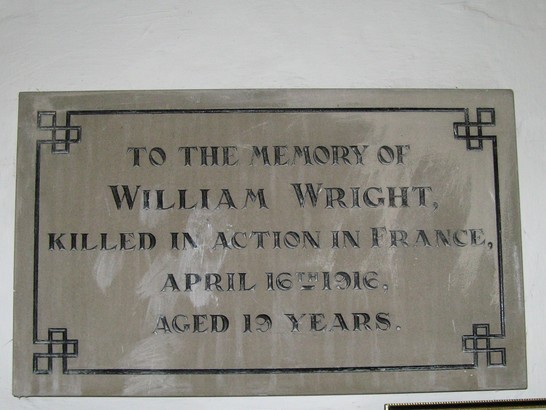 TO THE MEMORY OF
WILLIAM WRIGHT,
KILLED IN ACTION IN FRANCE,
APRIL 16TH 1916.
AGED 19 YEARS.